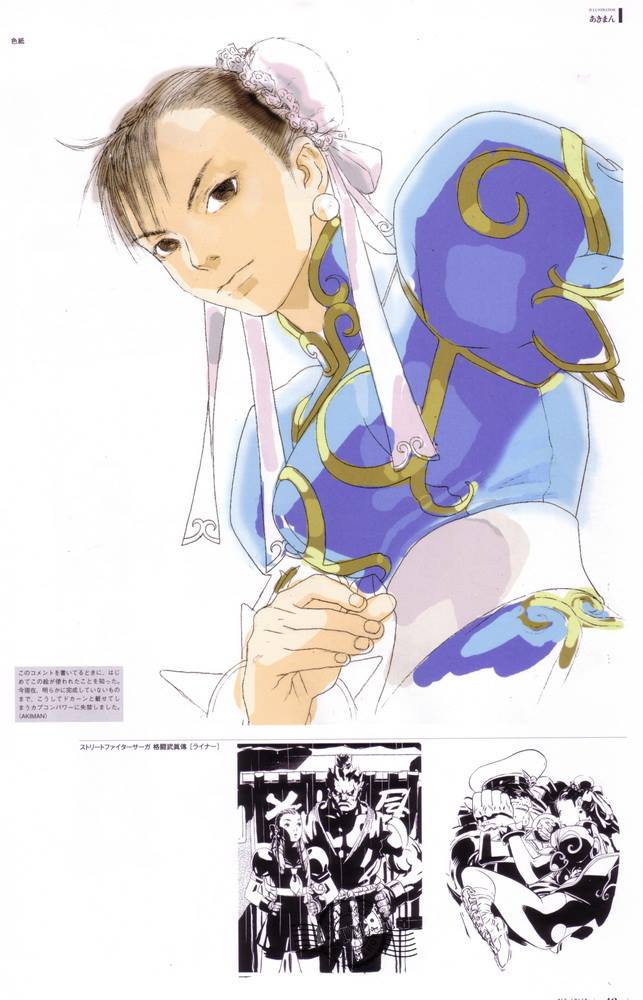 ILLUSTRATOR
あきまん
色紙
このコメントを書いてるときに、はじ
めてこの絵が使われたことを知った。
今現在、明らかに完成していないもの
まで、こうしてドカーンと載せてし
まうカプコンパワーに失禁しました。
(AKIMAN)
ストリートファイターサーガ 格闘武眞傳 [ライナー]